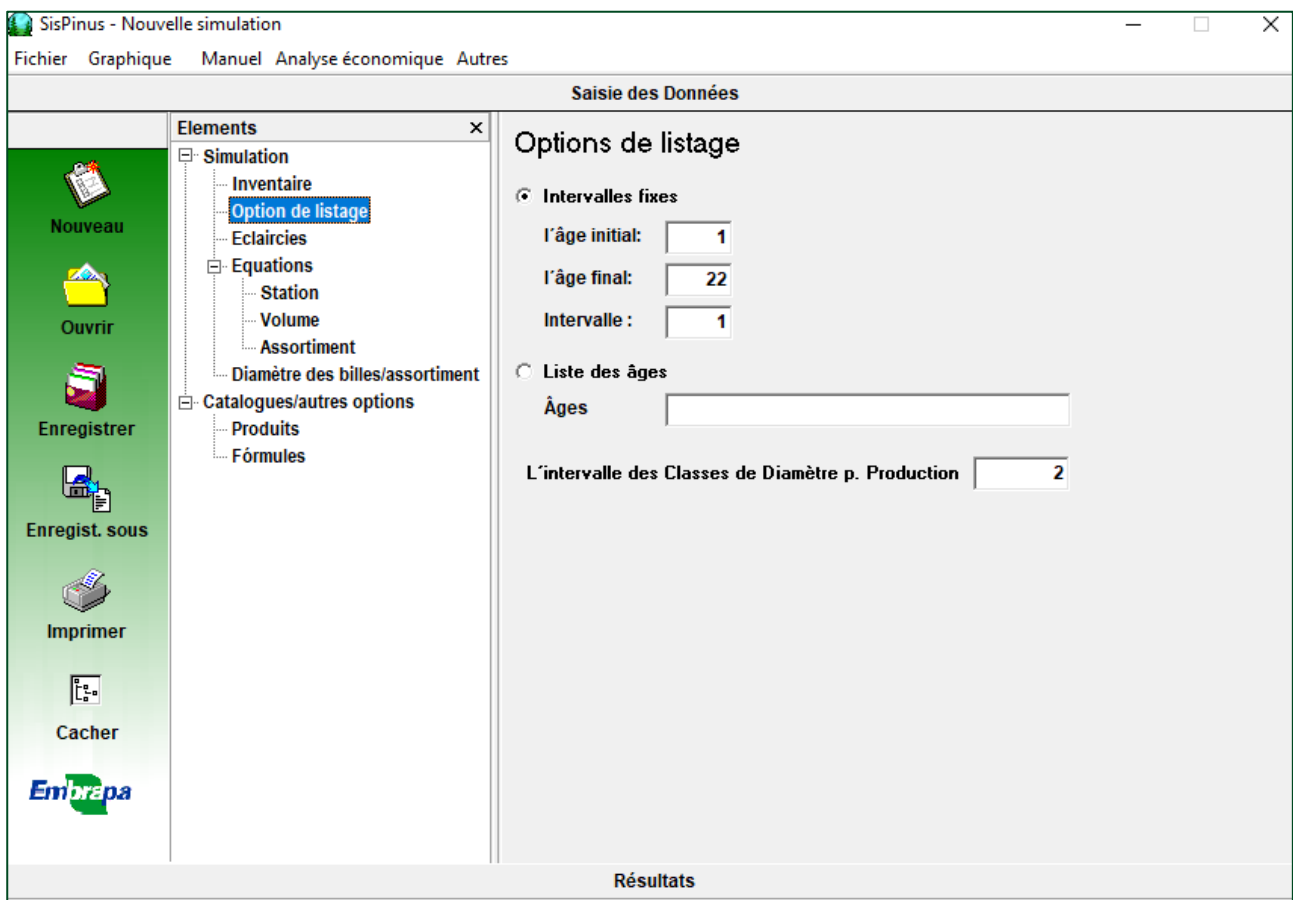 SisPinus - Nouvelle simulation
Fichier Graphique Manuel Analyse économique Autres
Saisie des Données
Nouveau
Ouvrir
Enregistrer
Enregist. sous
Imprimer
Cacher
Embrapa
Elements
Simulation
Inventaire
Option de listage
Eclaircies
Equations
Station
Volume
Assortiment
Diamètre des billes/assortiment
Catalogues/autres options
Produits
Fórmules
Options de listage
Intervalles fixes
l´âge initial: 1
l´âge final: 22
Intervalle : 1
Liste des âges
Âges
L´intervalle des Classes de Diamètre p. Production 2
Résultats